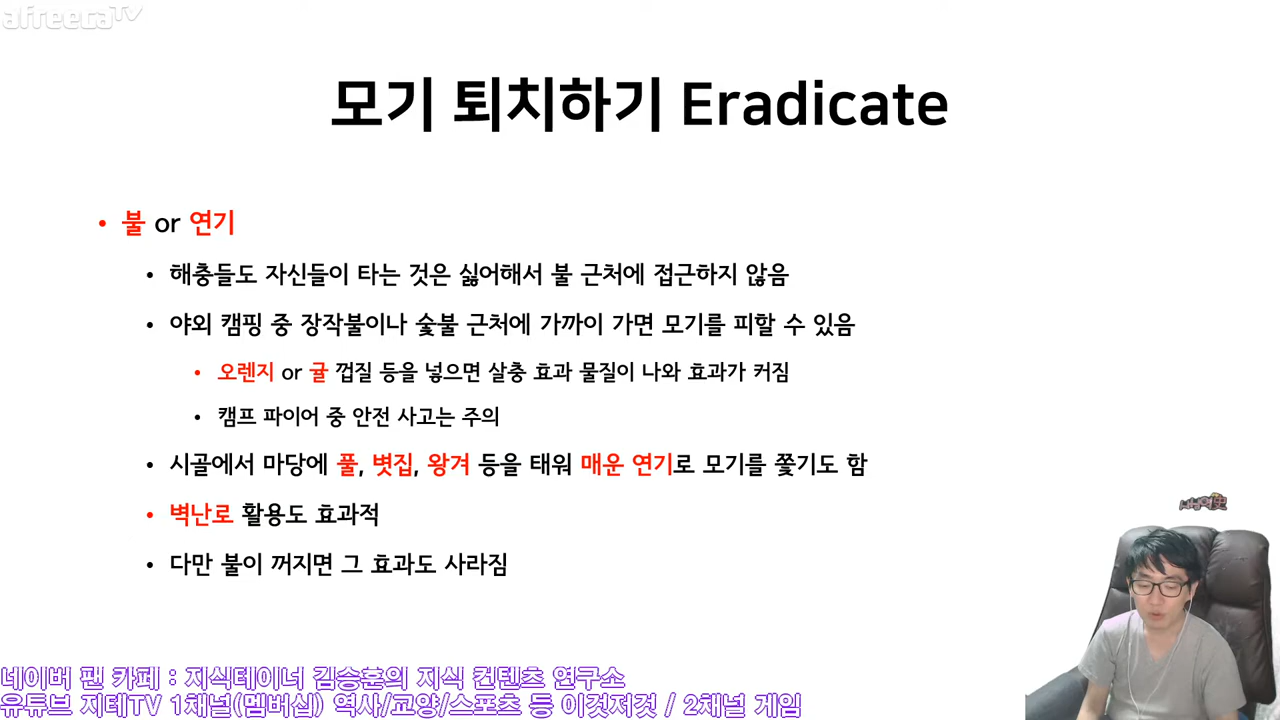 afreecaTV
모기 퇴치하기 Eradicate
• 불 or 연기
• 해충들도 자신들이 타는 것은 싫어해서 불 근처에 접근하지 않음
• 야외 캠핑 중 장작불이나 숯불 근처에 가까이 가면 모기를 피할 수 있음
• 오렌지 or 귤 껍질 등을 넣으면 살충 효과 물질이 나와 효과가 커짐
• 캠프 파이어 중 안전 사고는 주의
• 시골에서 마당에 풀, 볏집, 왕겨 등을 태워 매운 연기로 모기를 쫓기도 함
• 벽난로 활용도 효과적
• 다만 불이 꺼지면 그 효과도 사라짐
네이버 팬 카페 : 지식테이너 김승훈의 지식 컨텐츠 연구소
유튜브 지테TV 1채널(멤버십) 역사/교양/스포츠 등 이것저것 / 2채널 게임